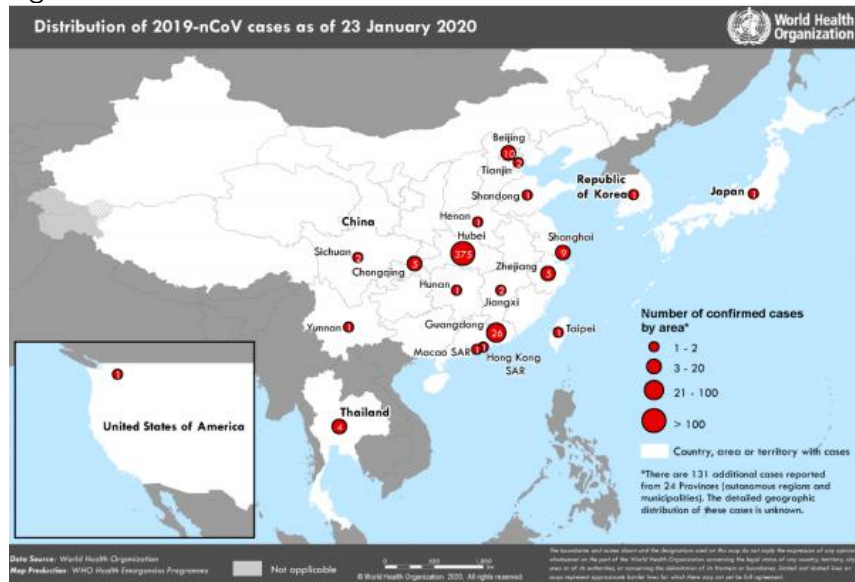 Distribution of 2019-nCoV cases as of 23 January 2020
World Health
Organization
Beijing
10
Tianjin
2
Republic
of Korea
1
Japan
1
Shandong
1
China
Henan
1
Hubei
375
Shanghai
9
Sichuan
2
Chongqing
5
Zhejiang
5
Hunan
1
Jiangxi
2
Yunnan
1
Guangdong
26
Taipei
1
Macao SAR
1
1
Hong Kong
SAR
Thailand
4
1
United States of America
Number of confirmed cases
by area*
1 - 2
3 - 20
21 - 100
> 100
Country, area or territory with cases
*There are 131 additional cases reported
from 24 Provinces (autonomous regions and
municipalities). The detailed geographic
distribution of these cases is unknown.
Data Source: World Health Organization
Map Production: WHO Health Emergencies Programme
Not applicable
© World Health Organization 2020. All rights reserved.